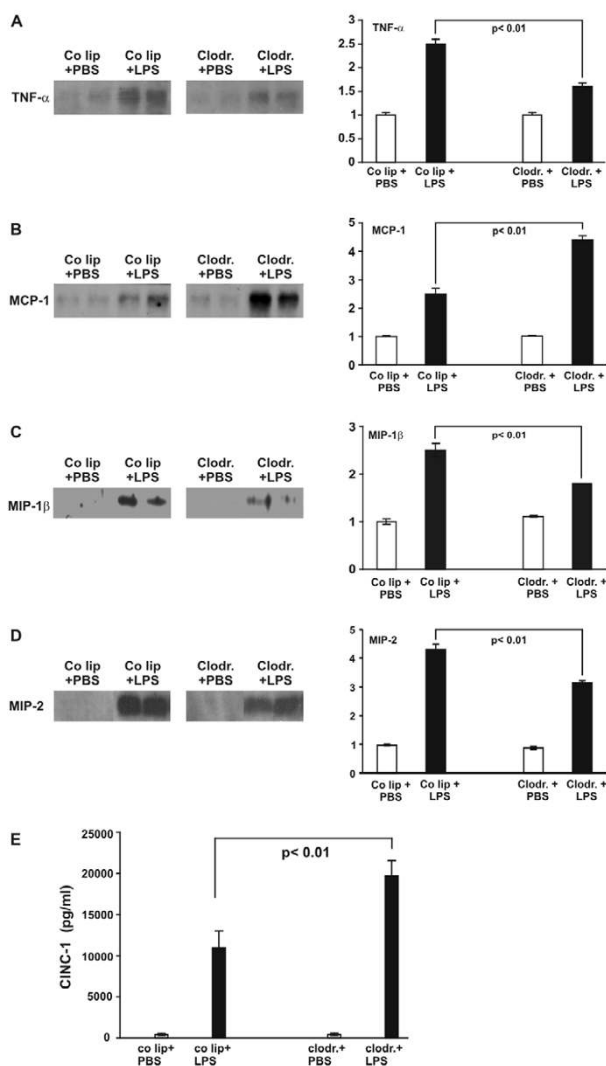 A
Co lip Co lip Clodr. Clodr.
+PBS +LPS +PBS +LPS
TNF-α
TNF-α
p< 0.01
3
2.5
2
1.5
1
0.5
0
Co lip + Co lip + Clodr. + Clodr. +
PBS LPS PBS LPS
B
Co lip Co lip Clodr. Clodr.
+PBS +LPS +PBS +LPS
MCP-1
MCP-1
p< 0.01
5
4
3
2
1
0
Co lip + Co lip + Clodr. + Clodr. +
PBS LPS PBS LPS
C
Co lip Co lip Clodr. Clodr.
+PBS +LPS +PBS +LPS
MIP-1β
MIP-1β
p< 0.01
3
2
1
0
Co lip + Co lip + Clodr. + Clodr. +
PBS LPS PBS LPS
D
Co lip Co lip Clodr. Clodr.
+PBS +LPS +PBS +LPS
MIP-2
MIP-2
p< 0.01
5
4
3
2
1
0
Co lip + Co lip + Clodr. + Clodr. +
PBS LPS PBS LPS
E
p< 0.01
CINC-1 (pg/ml)
25000
20000
15000
10000
5000
0
co lip+ co lip+ clodr.+ clodr.+
PBS LPS PBS LPS